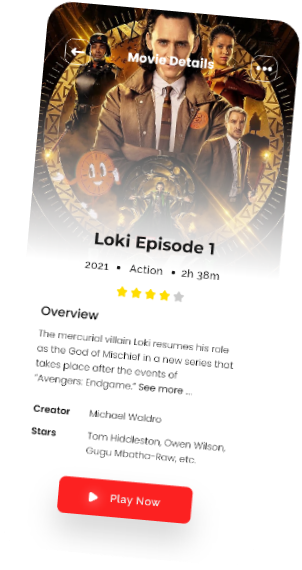 Movie Details
Loki Episode 1
2021 • Action • 2h 38m
Overview
The mercurial villain Loki resumes his role
as the God of Mischief in a new series that
takes place after the events of
"Avengers: Endgame." See more ...
Creator Michael Waldro
Stars Tom Hiddleston, Owen Wilson,
Gugu Mbatha-Raw, etc.
Play Now